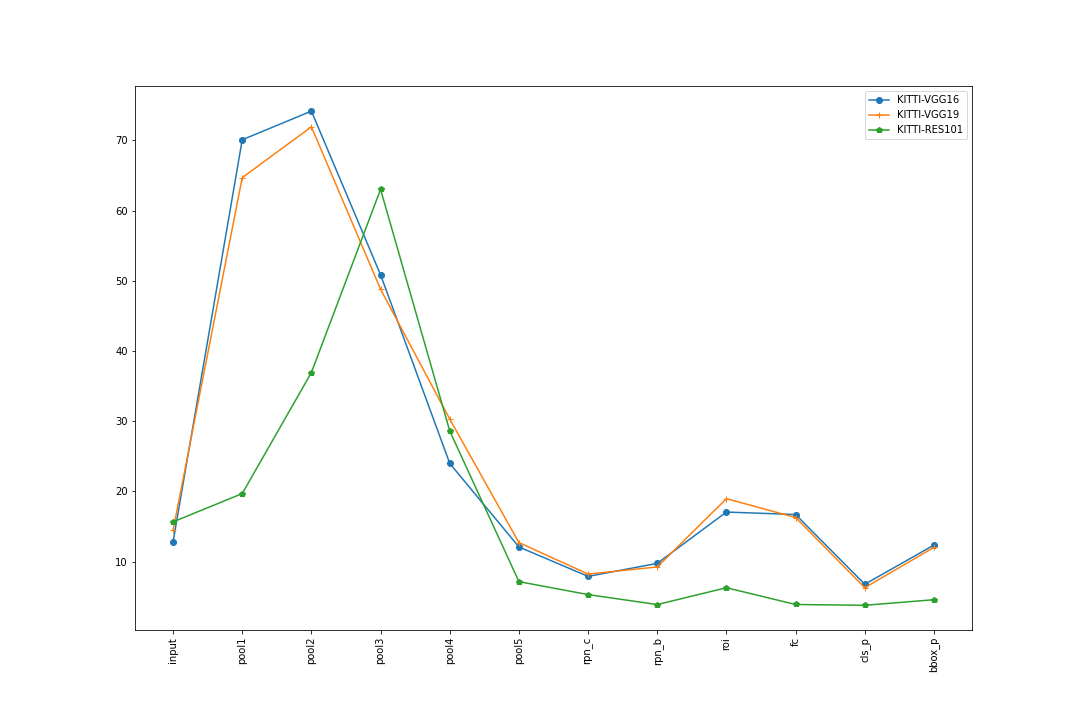 KITTI-VGG16
KITTI-VGG19
KITTI-RES101
70
60
50
40
30
20
10
input
pool1
pool2
pool3
pool4
pool5
rpn_c
rpn_b
roi
fc
cls_p
bbox_p